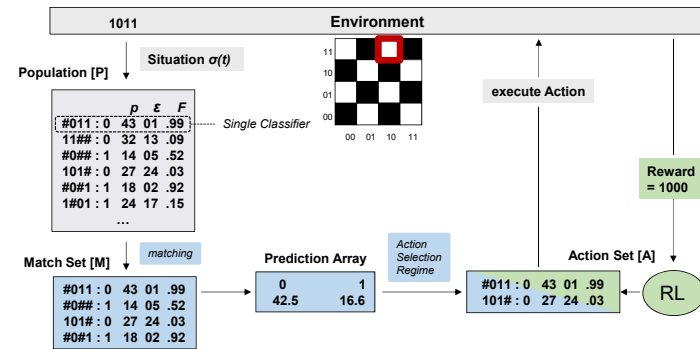 1011
Environment
Situation σ(t)
Population [P]
p ε F
#011 : 0 43 01 .99
11## : 0 32 13 .09
#0## : 1 14 05 .52
101# : 0 27 24 .03
#0#1 : 1 18 02 .92
1#01 : 1 24 17 .15
...
Single Classifier
11
10
01
00
00 01 10 11
execute Action
Reward
= 1000
Match Set [M]
matching
#011 : 0 43 01 .99
#0## : 1 14 05 .52
101# : 0 27 24 .03
#0#1 : 1 18 02 .92
Prediction Array
0 1
42.5 16.6
Action
Selection
Regime
Action Set [A]
#011 : 0 43 01 .99
101# : 0 27 24 .03
RL